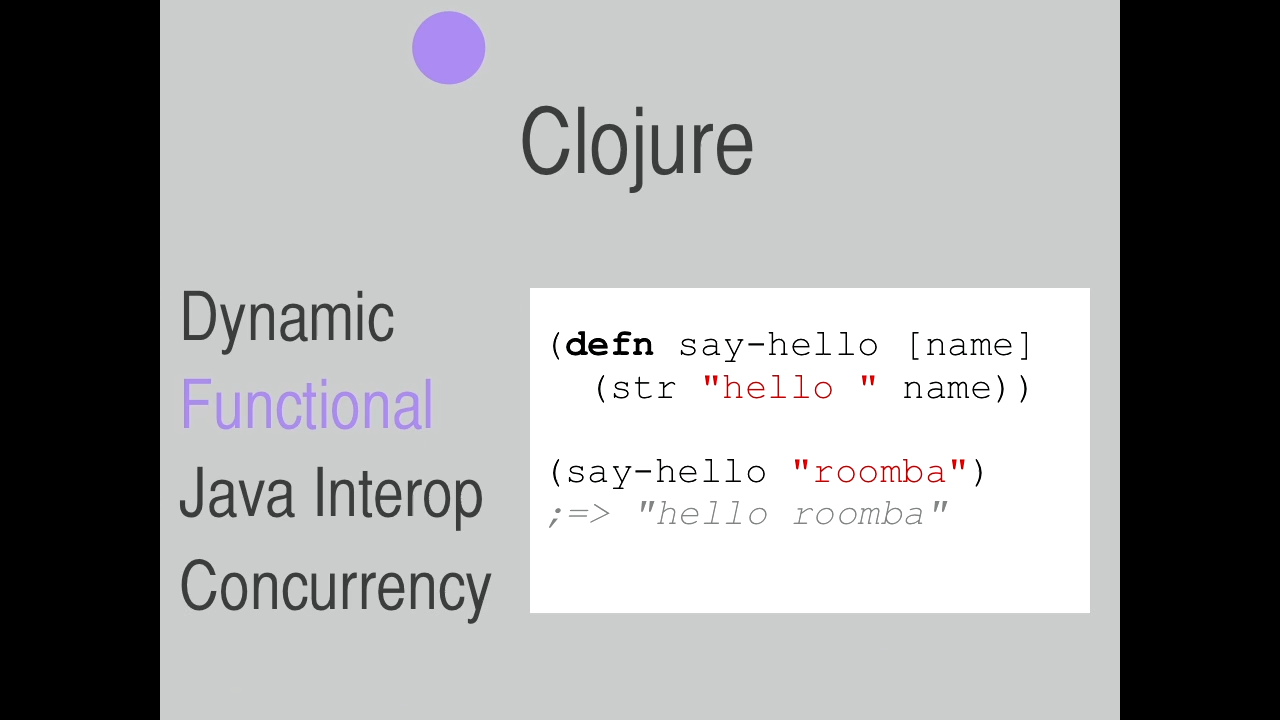 Clojure
Dynamic
Functional
Java Interop
Concurrency
(defn say-hello [name]
  (str "hello " name))
(say-hello "roomba")
;=> "hello roomba"